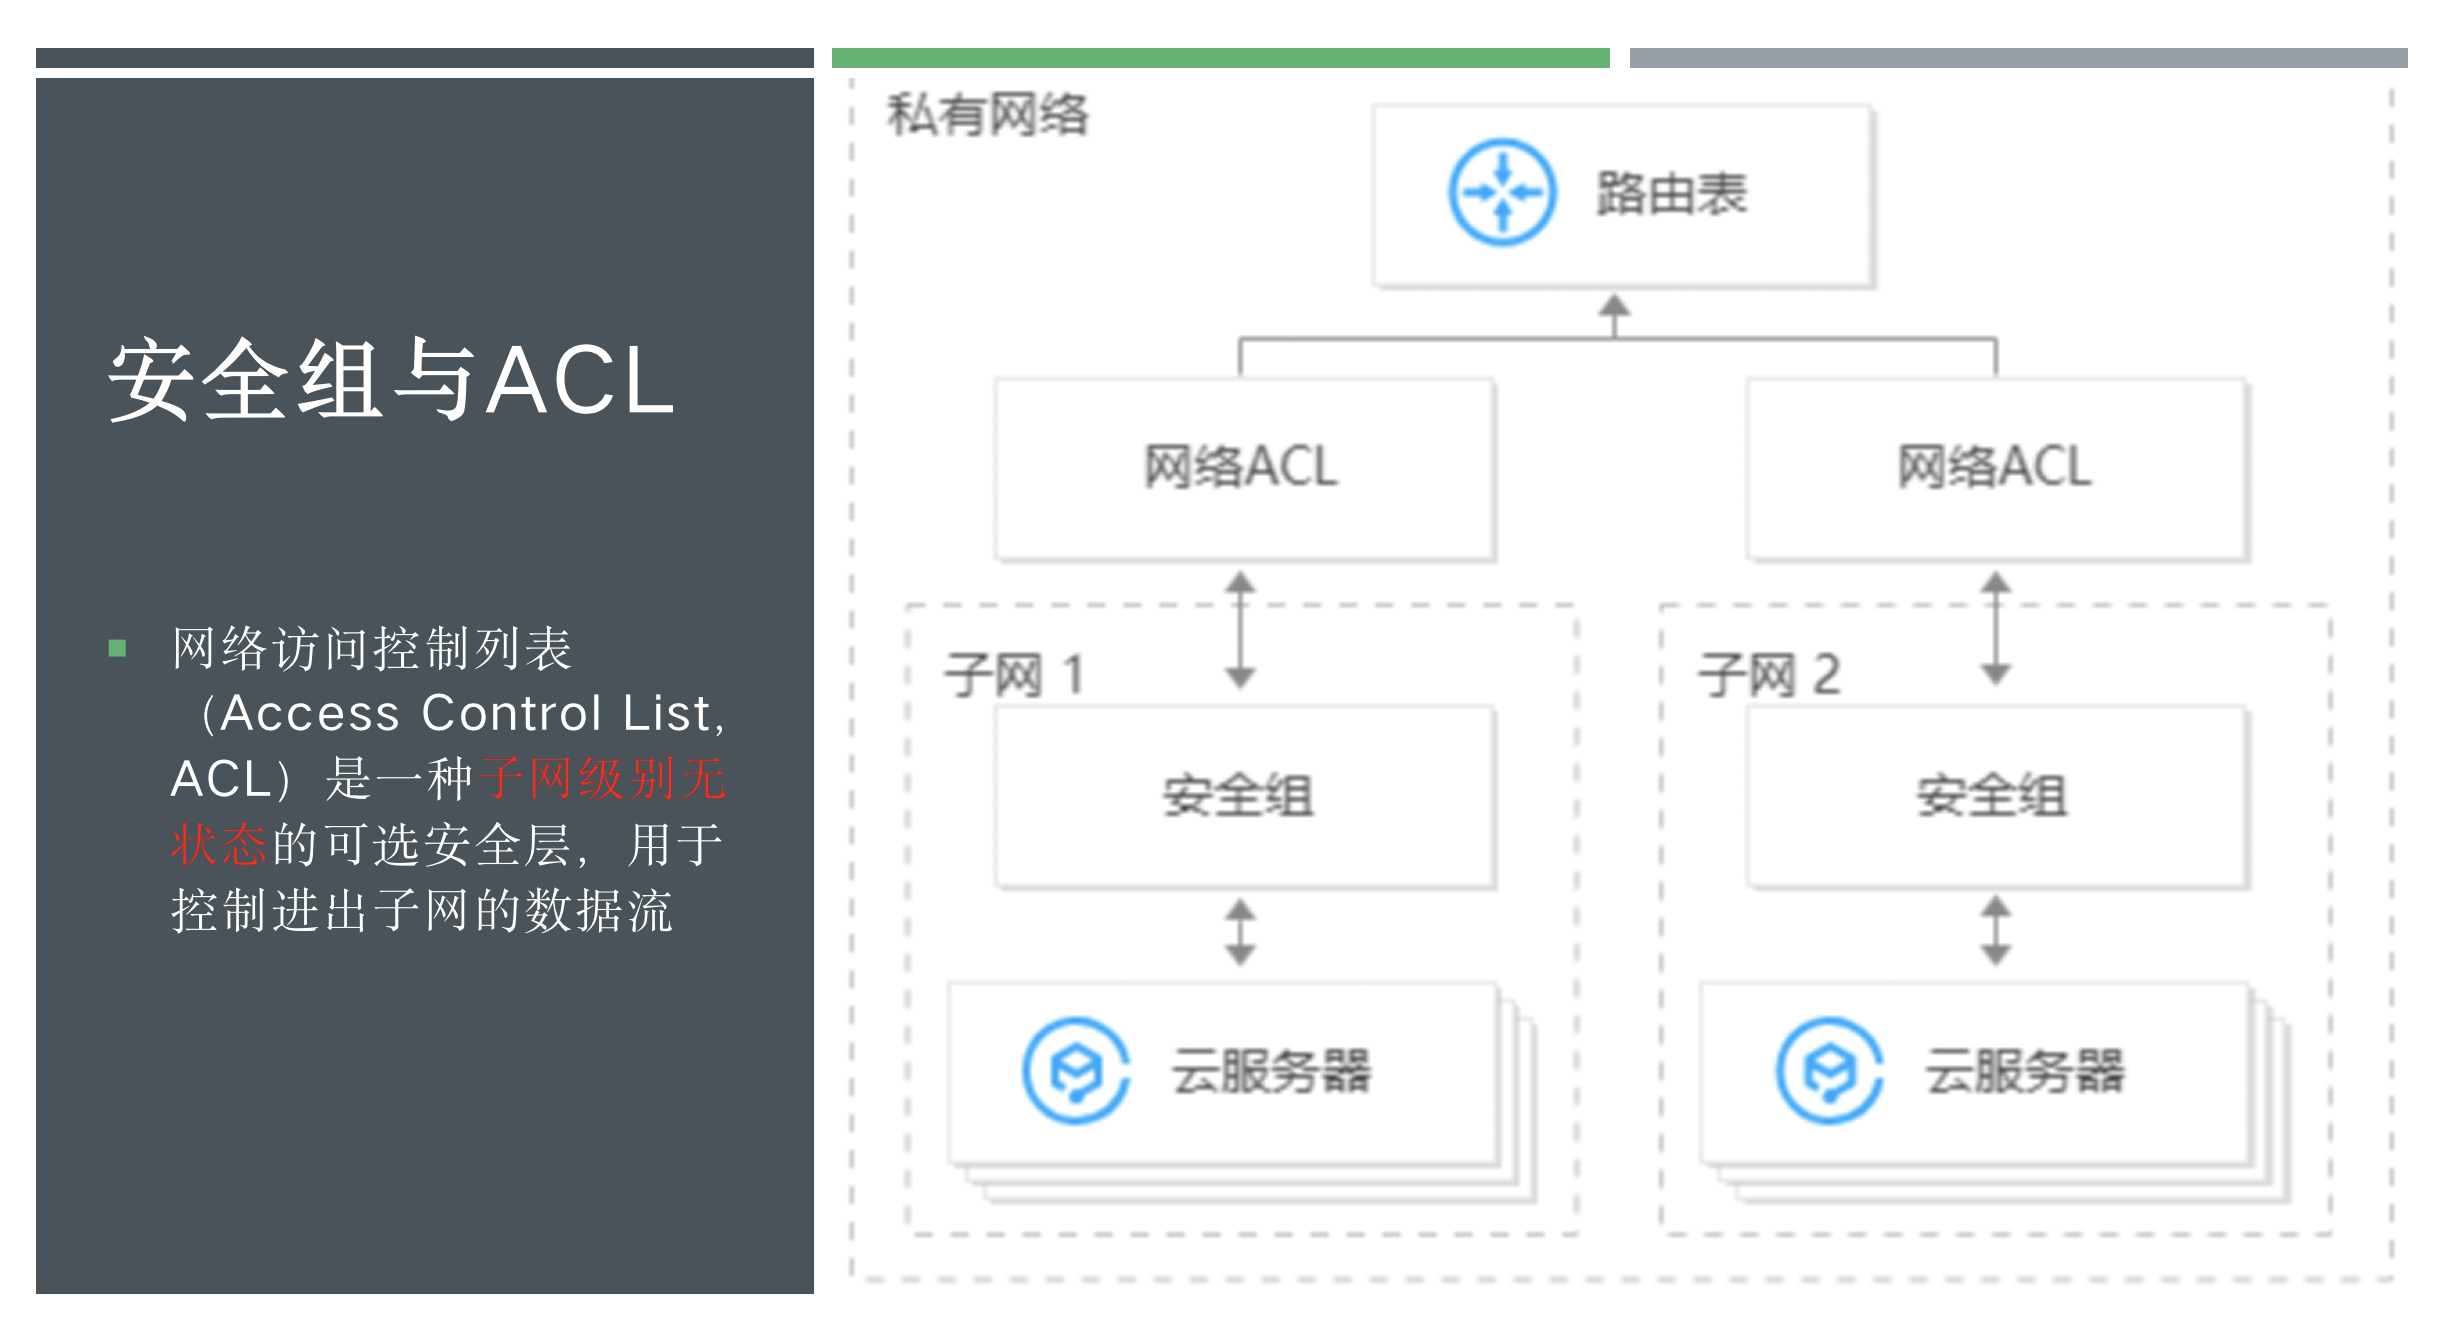 安全组与ACL
网络访问控制列表
（Access Control List,
ACL）是一种子网级别无
状态的可选安全层，用于
控制进出子网的数据流
私有网络
路由表
网络ACL
网络ACL
子网 1
子网 2
安全组
安全组
云服务器
云服务器